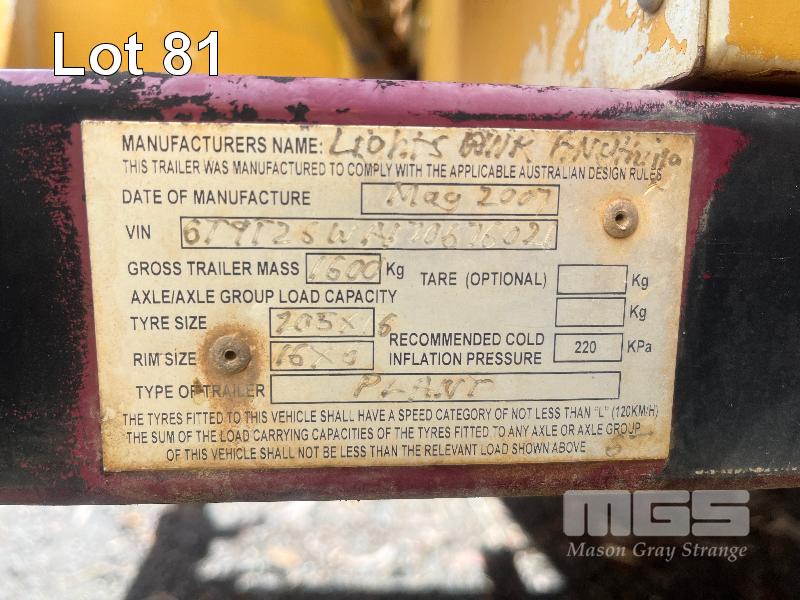 Lot 81
MANUFACTURERS NAME:
THIS TRAILER WAS MANUFACTURED TO COMPLY WITH THE APPLICABLE AUSTRALIAN DESIGN RULES
DATE OF MANUFACTURE May 2007
VIN
GROSS TRAILER MASS 1600 Kg TARE (OPTIONAL) Kg
AXLE/AXLE GROUP LOAD CAPACITY Kg
TYRE SIZE
RECOMMENDED COLD INFLATION PRESSURE 220 KPa
RIM SIZE
TYPE OF TRAILER PLANT
THE TYRES FITTED TO THIS VEHICLE SHALL HAVE A SPEED CATEGORY OF NOT LESS THAN "L" (120KM/H)
THE SUM OF THE LOAD CARRYING CAPACITIES OF THE TYRES FITTED TO ANY AXLE OR AXLE GROUP
OF THIS VEHICLE SHALL NOT BE LESS THAN THE RELEVANT LOAD SHOWN ABOVE
MGS
Mason Gray Strange